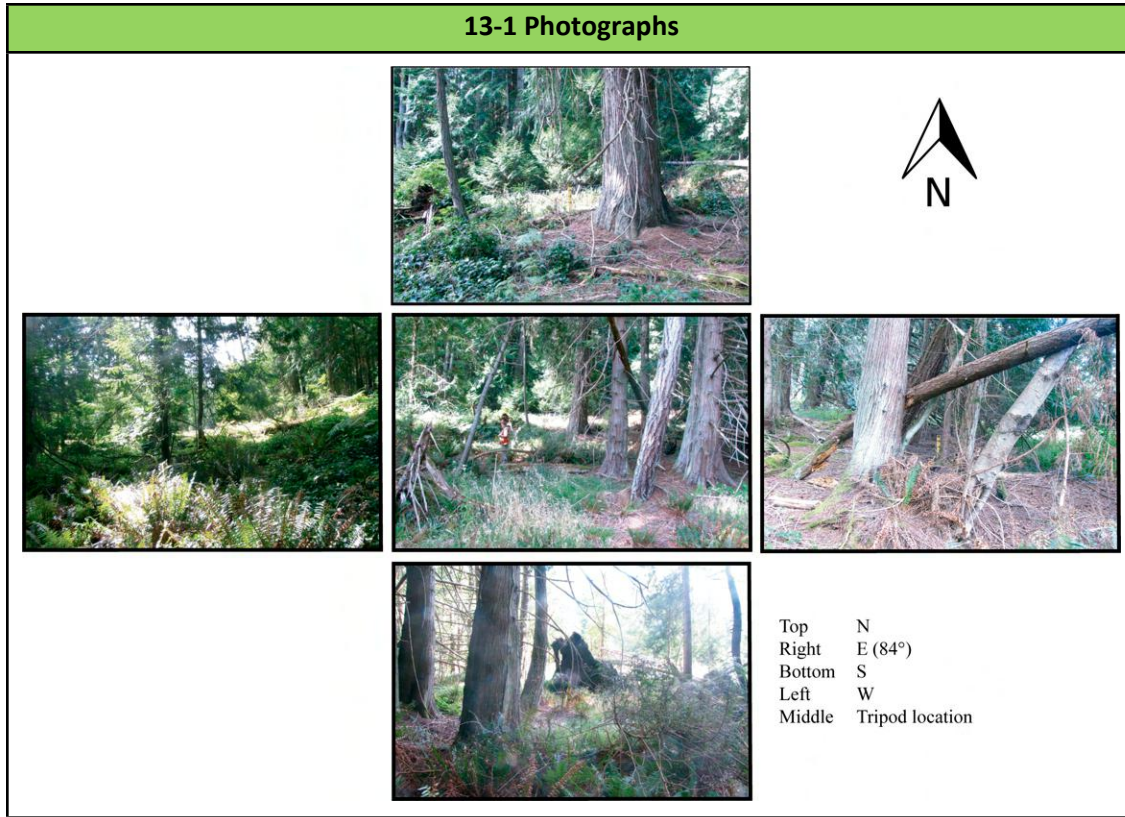 13-1 Photographs
N
Top N
Right E (84°)
Bottom S
Left W
Middle Tripod location